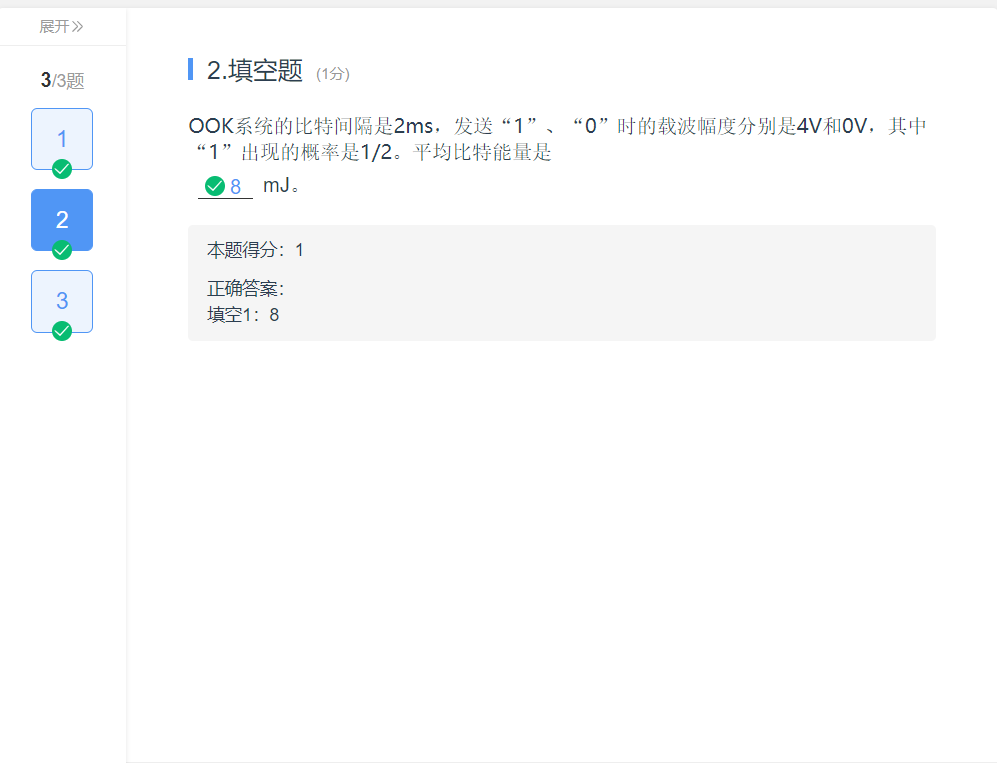 展开
3/3题
1
2
3
2.填空题 (1分)
OOK系统的比特间隔是2ms，发送“1”、“0”时的载波幅度分别是4V和0V，其中
“1”出现的概率是1/2。平均比特能量是
8 mJ。
本题得分：1
正确答案：
填空1：8